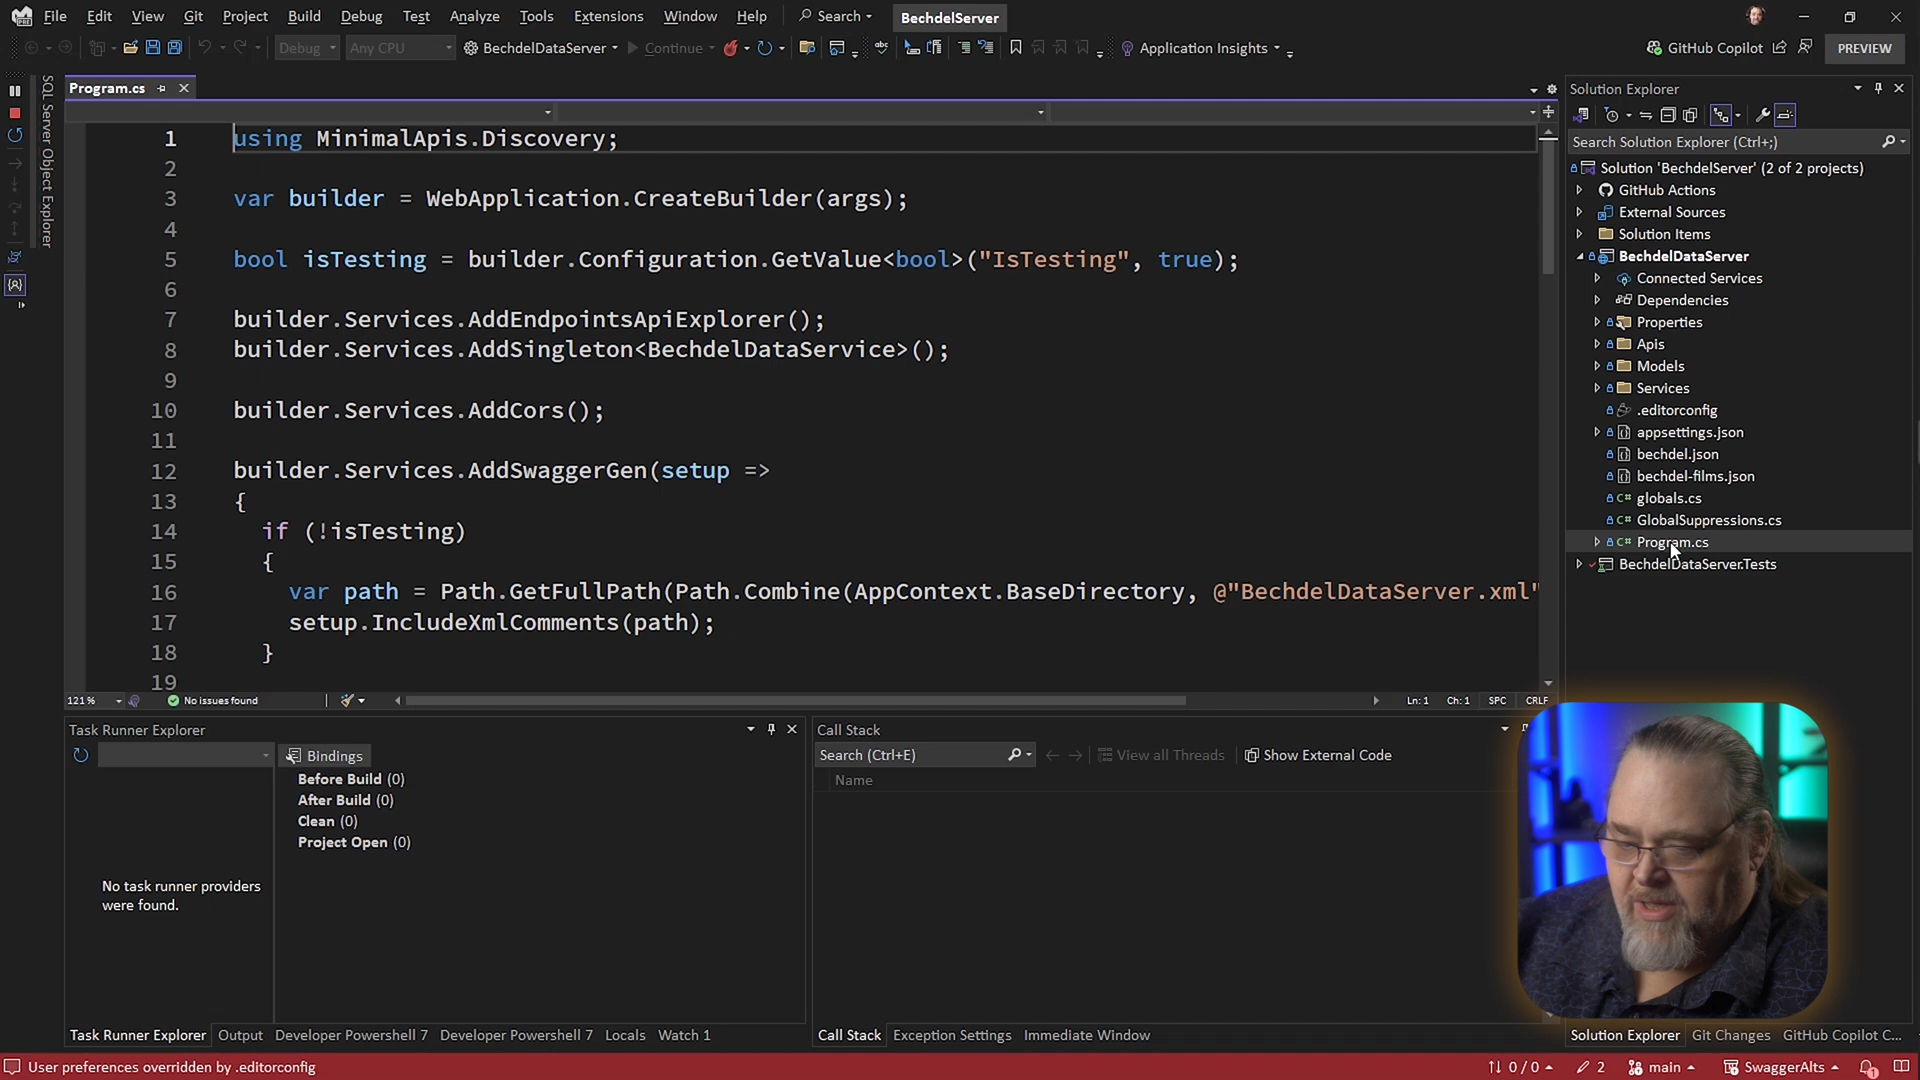 File Edit View Git Project Build Debug Test Analyze Tools Extensions Window Help Search BechdelServer
Debug Any CPU BechdelDataServer Continue Application Insights GitHub Copilot PREVIEW
SQL Server Object Explorer
Program.cs
1 using MinimalApis.Discovery;
2
3 var builder = WebApplication.CreateBuilder(args);
4
5 bool isTesting = builder.Configuration.GetValue<bool>("IsTesting", true);
6
7 builder.Services.AddEndpointsApiExplorer();
8 builder.Services.AddSingleton<BechdelDataService>();
9
10 builder.Services.AddCors();
11
12 builder.Services.AddSwaggerGen(setup =>
13 {
14 if (!isTesting)
15 {
16 var path = Path.GetFullPath(Path.Combine(AppContext.BaseDirectory, @"BechdelDataServer.xml"
17 setup.IncludeXmlComments(path);
18 }
19
121 % No issues found Ln: 1 Ch: 1 SPC CRLF
Solution Explorer
Search Solution Explorer (Ctrl+;)
Solution 'BechdelServer' (2 of 2 projects)
GitHub Actions
External Sources
Solution Items
BechdelDataServer
Connected Services
Dependencies
Properties
Apis
Models
Services
.editorconfig
appsettings.json
bechdel.json
bechdel-films.json
globals.cs
GlobalSuppressions.cs
Program.cs
BechdelDataServer.Tests
Task Runner Explorer
Bindings
Before Build (0)
After Build (0)
Clean (0)
Project Open (0)
No task runner providers
were found.
Call Stack
Search (Ctrl+E) View all Threads Show External Code
Name
Task Runner Explorer Output Developer Powershell 7 Developer Powershell 7 Locals Watch 1
Call Stack Exception Settings Immediate Window
Solution Explorer Git Changes GitHub Copilot C...
User preferences overridden by .editorconfig 0 / 0 2 main SwaggerAlts 1